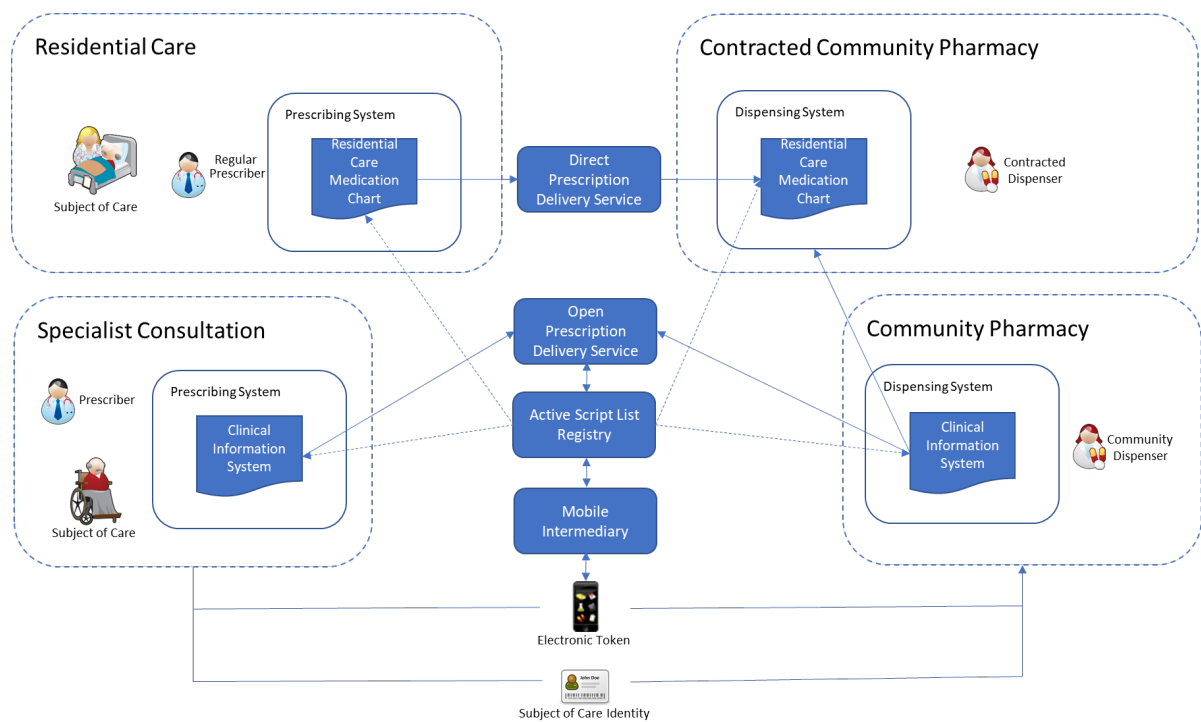 Residential Care
Prescribing System
Residential
Care
Medication
Chart
Regular
Prescriber
Subject of Care
Direct
Prescription
Delivery Service
Contracted Community Pharmacy
Dispensing System
Residential
Care
Medication
Chart
Contracted
Dispenser
Specialist Consultation
Prescriber
Subject of Care
Prescribing System
Clinical
Information
System
Open
Prescription
Delivery Service
Active Script List
Registry
Mobile
Intermediary
Community Pharmacy
Dispensing System
Clinical
Information
System
Community
Dispenser
Electronic Token
John Doe
Subject of Care Identity